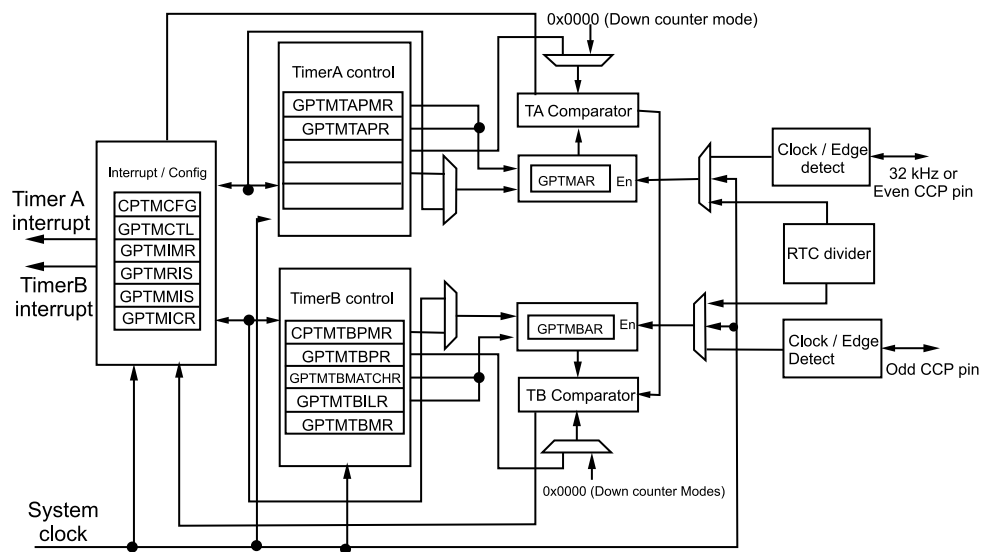 0x0000 (Down counter mode)
TimerA control
GPTMTAPMR
GPTMTAPR
TA Comparator
GPTMAR
En
Clock / Edge
detect
32 kHz or
Even CCP pin
Interrupt / Config
CPTMCFG
GPTMCTL
GPTMIMR
GPTMRIS
GPTMMIS
GPTMICR
Timer A
interrupt
TimerB
interrupt
RTC divider
TimerB control
CPTMTBPMR
GPTMTBPR
GPTMTBMATCHR
GPTMTBILR
GPTMTBMR
GPTMBAR
En
TB Comparator
Clock / Edge
Detect
Odd CCP pin
0x0000 (Down counter Modes)
System
clock